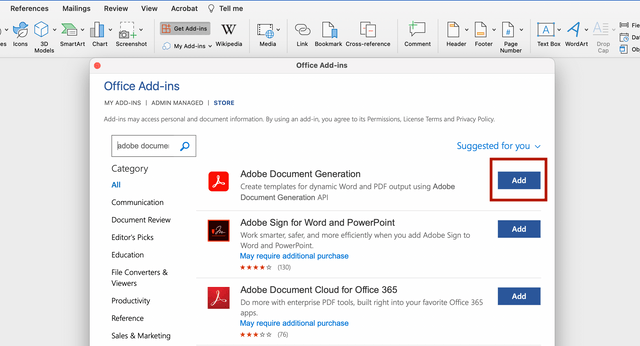 References Mailings Review View Acrobat Tell me
Get Add-ins
Icons 3D Models SmartArt Chart Screenshot My Add-ins Wikipedia Media Link Bookmark Cross-reference Comment Header Footer Page Number Text Box WordArt Drop Cap
Office Add-ins
Office Add-ins
MY ADD-INS | ADMIN MANAGED | STORE
Add-ins may access personal and document information. By using an add-in, you agree to its Permissions, License Terms and Privacy Policy.
adobe docume
Suggested for you
Category
All
Communication
Document Review
Editor's Picks
Education
File Converters &
Viewers
Productivity
Reference
Sales & Marketing
Adobe Document Generation
Create templates for dynamic Word and PDF output using Adobe
Document Generation API
Add
Adobe Sign for Word and PowerPoint
Work smarter, safer, and more efficiently when you add Adobe Sign to
Word and PowerPoint.
May require additional purchase
(130)
Add
Adobe Document Cloud for Office 365
Do more with enterprise PDF tools, built right into your favorite Office 365
apps.
May require additional purchase
(76)
Add